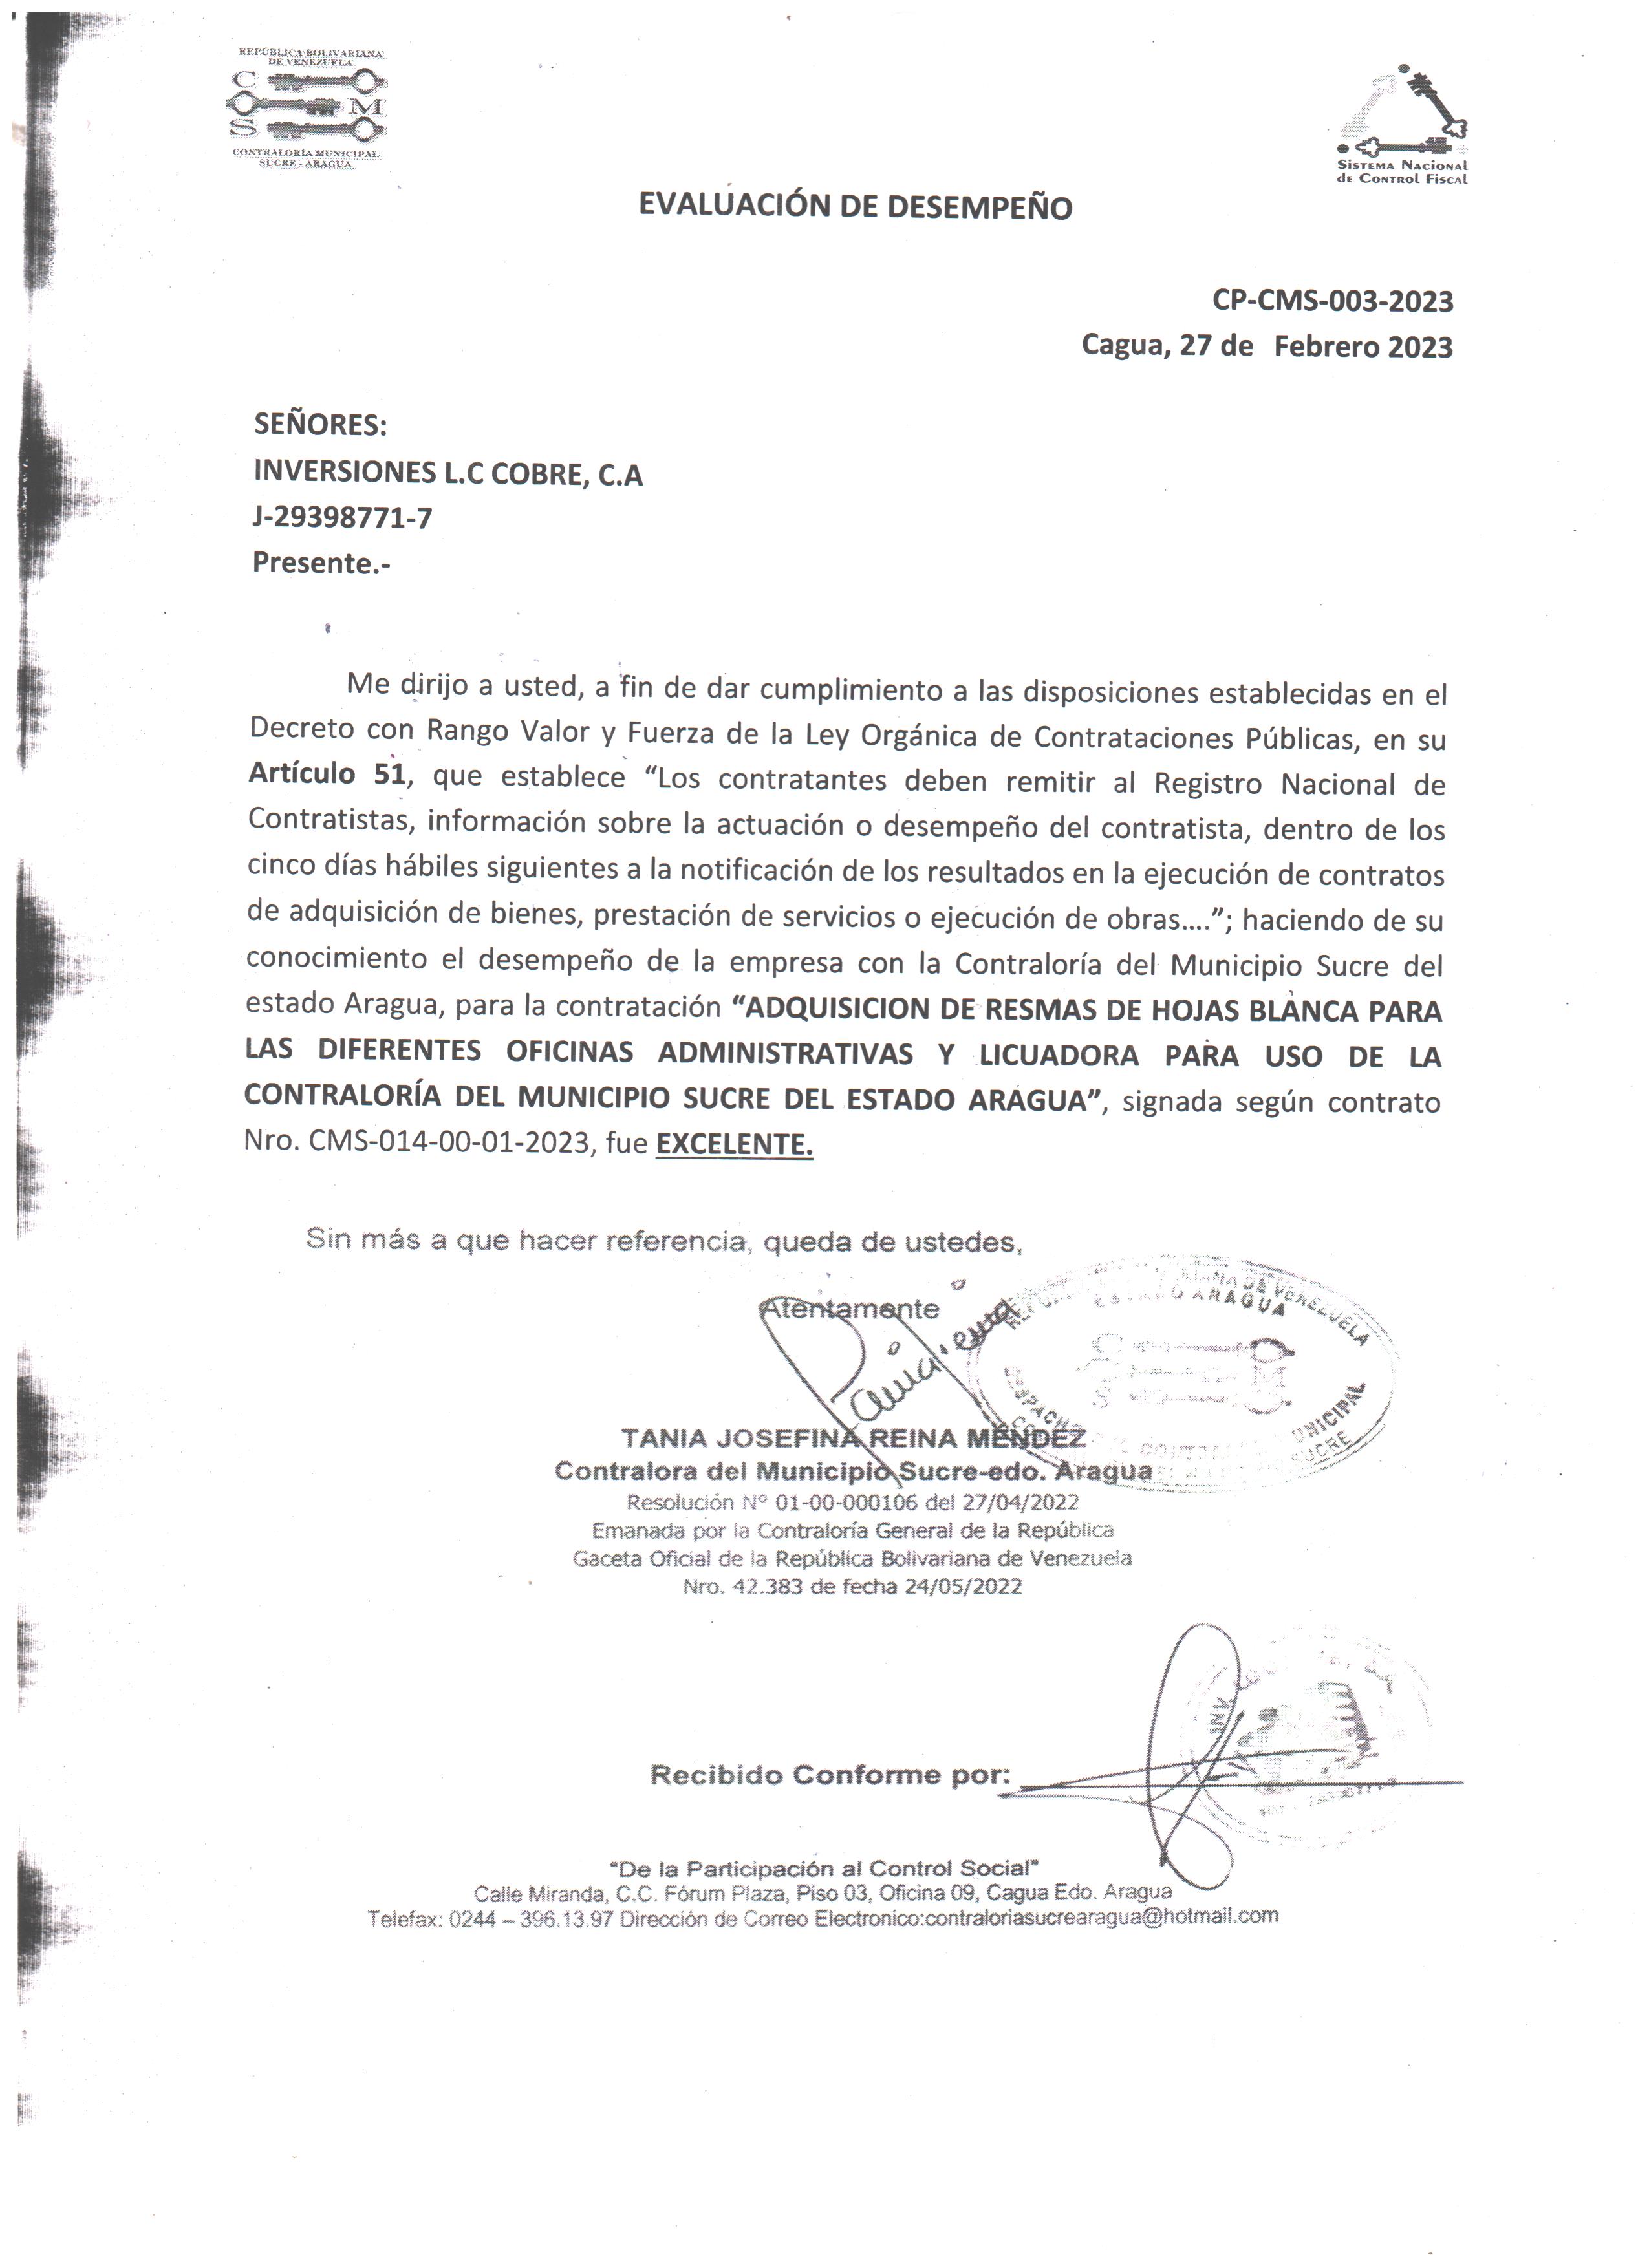 REPÚBLICA BOLIVARIANA
DE VENEZUELA
C
M
S
CONTRALORÍA MUNICIPAL
SUCRE - ARAGUA
Sistema Nacional
de Control Fiscal
EVALUACIÓN DE DESEMPEÑO
CP-CMS-003-2023
Cagua, 27 de Febrero 2023
SEÑORES:
INVERSIONES L.C COBRE, C.A
J-29398771-7
Presente.-
Me dirijo a usted, a fin de dar cumplimiento a las disposiciones establecidas en el
Decreto con Rango Valor y Fuerza de la Ley Orgánica de Contrataciones Públicas, en su
Artículo 51, que establece “Los contratantes deben remitir al Registro Nacional de
Contratistas, información sobre la actuación o desempeño del contratista, dentro de los
cinco días hábiles siguientes a la notificación de los resultados en la ejecución de contratos
de adquisición de bienes, prestación de servicios o ejecución de obras....”; haciendo de su
conocimiento el desempeño de la empresa con la Contraloría del Municipio Sucre del
estado Aragua, para la contratación “ADQUISICION DE RESMAS DE HOJAS BLANCA PARA
LAS DIFERENTES OFICINAS ADMINISTRATIVAS Y LICUADORA PARA USO DE LA
CONTRALORÍA DEL MUNICIPIO SUCRE DEL ESTADO ARAGUA”, signada según contrato
Nro. CMS-014-00-01-2023, fue EXCELENTE.
Sin más a que hacer referencia, queda de ustedes,
Atentamente
DE VENEZUELA
ESTADO ARAGUA
C
M
S
DESPACHO
MUNICIPAL
SUCRE
TANIA JOSEFINA REINA MÉNDEZ
Contralora del Municipio Sucre-edo. Aragua
Resolución N° 01-00-000106 del 27/04/2022
Emanada por la Contraloría General de la República
Gaceta Oficial de la República Bolivariana de Venezuela
Nro. 42.383 de fecha 24/05/2022
INV.
Recibido Conforme por:
“De la Participación al Control Social”
Calle Miranda, C.C. Fórum Plaza, Piso 03, Oficina 09, Cagua Edo. Aragua
Telefax: 0244 – 396.13.97 Dirección de Correo Electronico:contraloriasucrearagua@hotmail.com